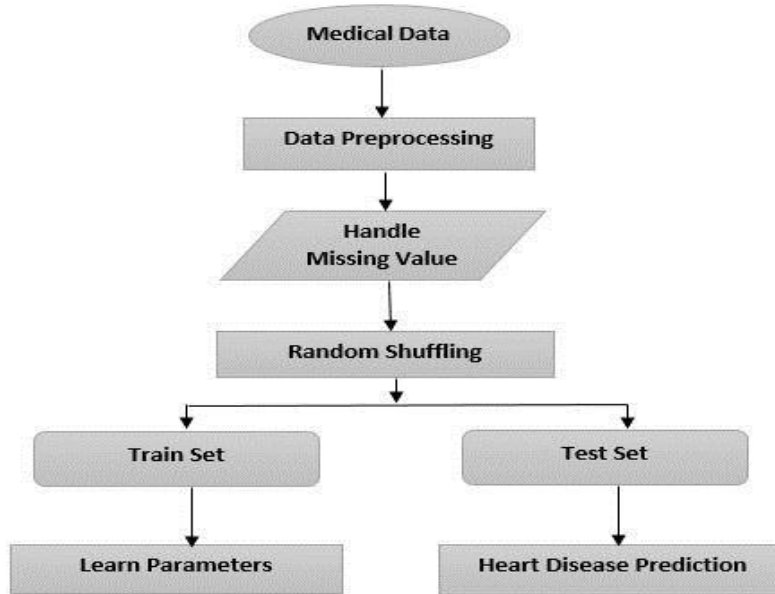 Medical Data
Data Preprocessing
Handle
Missing Value
Random Shuffling
Train Set
Test Set
Learn Parameters
Heart Disease Prediction